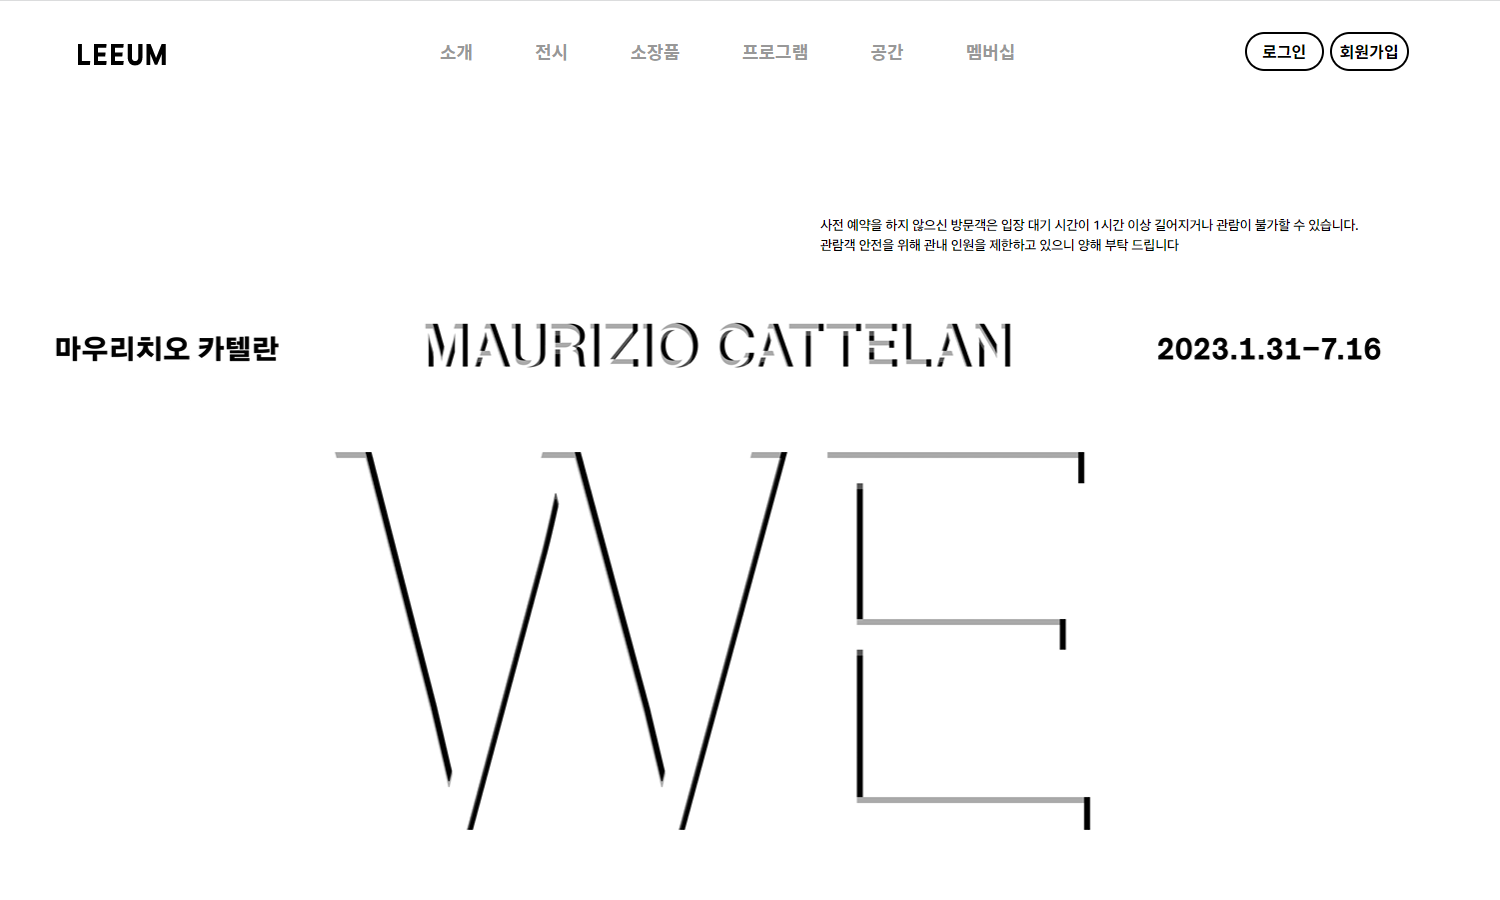 LEEUM
소개 전시 소장품 프로그램 공간 멤버십
로그인 회원가입
사전 예약을 하지 않으신 방문객은 입장 대기 시간이 1시간 이상 길어지거나 관람이 불가할 수 있습니다.
관람객 안전을 위해 관내 인원을 제한하고 있으니 양해 부탁 드립니다
마우리치오 카텔란 MAURIZIO CATTELAN 2023.1.31–7.16
WE